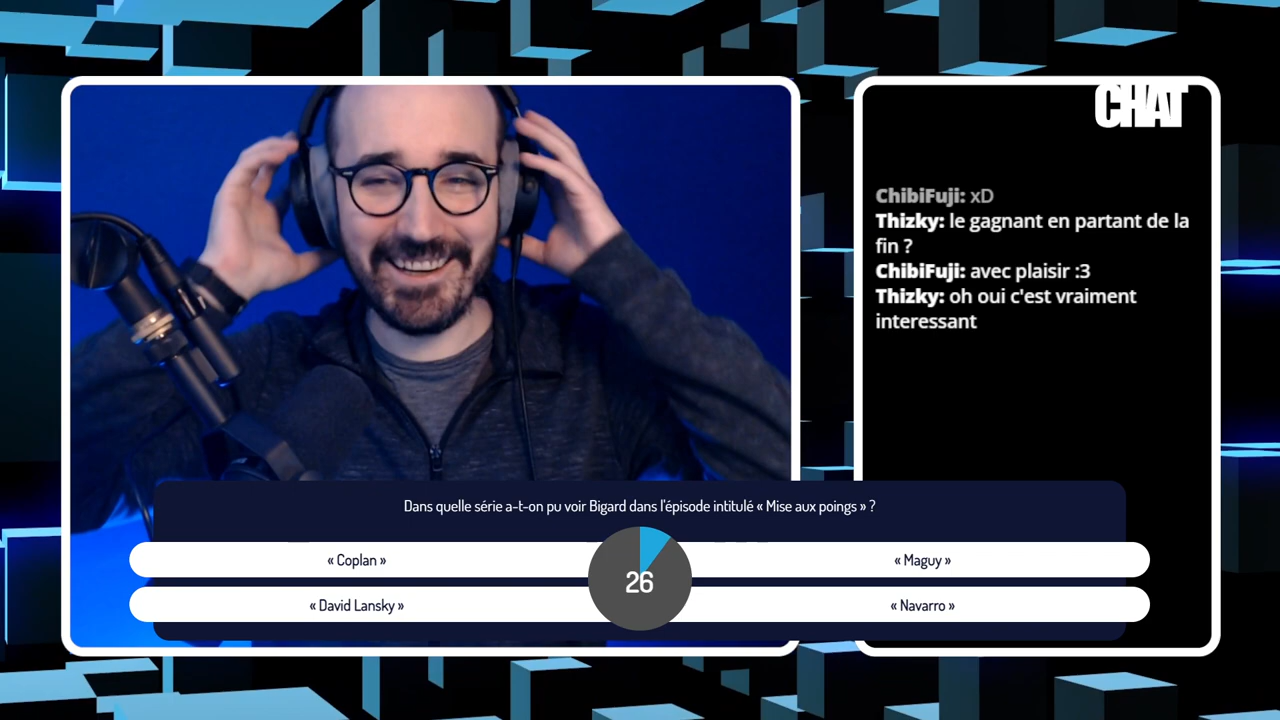 CHAT
ChibiFuji: xD
Thizky: le gagnant en partant de la
fin ?
ChibiFuji: avec plaisir :3
Thizky: oh oui c'est vraiment
interessant
Dans quelle série a-t-on pu voir Bigard dans l'épisode intitulé « Mise aux poings » ?
« Coplan »
« Maguy »
26
« David Lansky »
« Navarro »